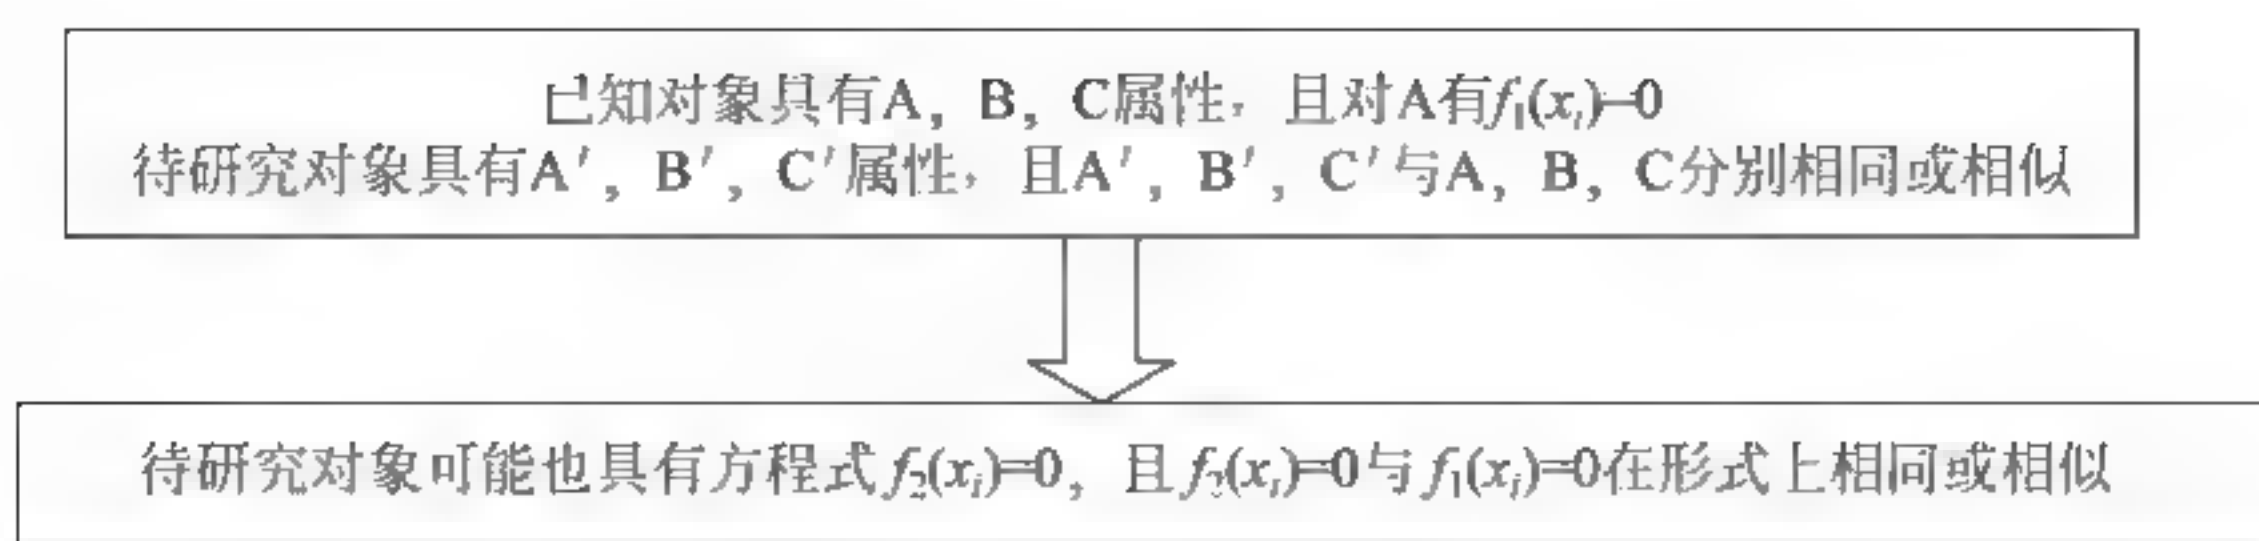 已知对象具有A, B, C属性, 且对A有f₁(xᵢ)=0
待研究对象具有A′, B′, C′属性, 且A′, B′, C′与A, B, C分别相同或相似
待研究对象可能也具有方程式f₂(xᵢ)=0, 且f₂(xᵢ)=0与f₁(xᵢ)=0在形式上相同或相似